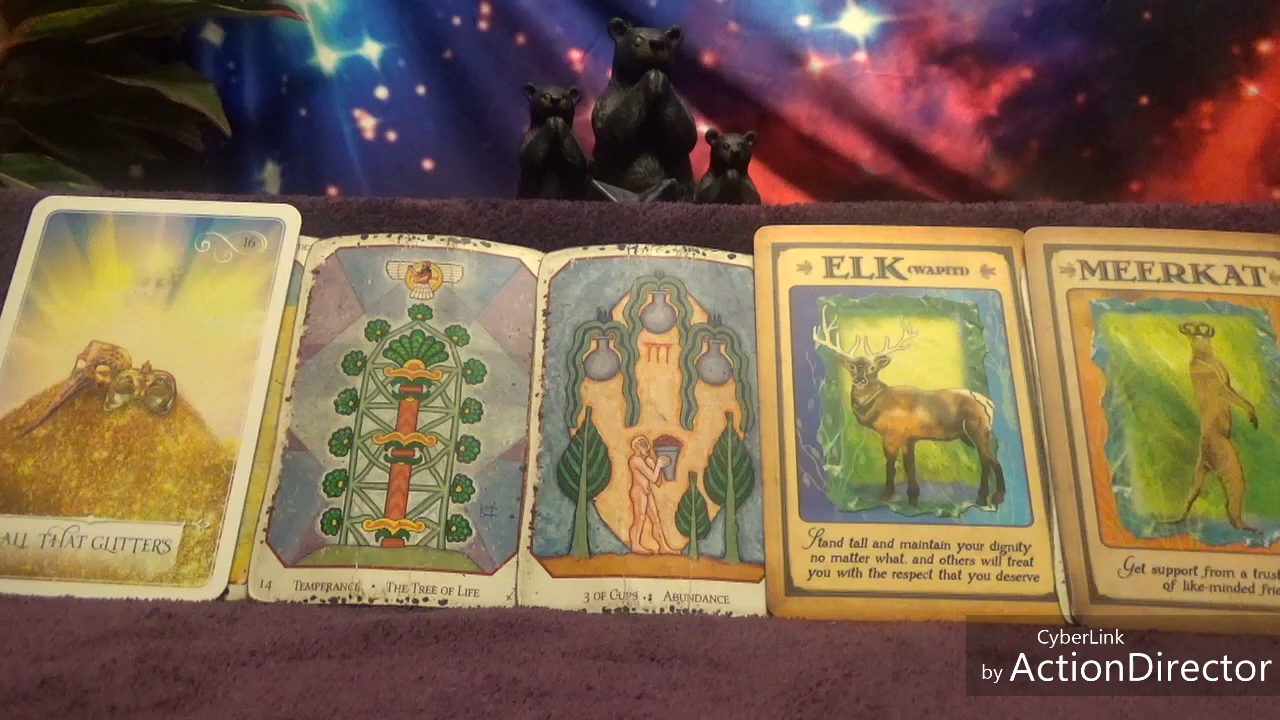 16
ALL THAT GLITTERS
14 TEMPERANCE • THE TREE OF LIFE
3 OF CUPS : ABUNDANCE
ELK (WAPITI)
Stand tall and maintain your dignity
no matter what, and others will treat
you with the respect that you deserve
MEERKAT
Get support from a
of like-minded
CyberLink
by ActionDirector